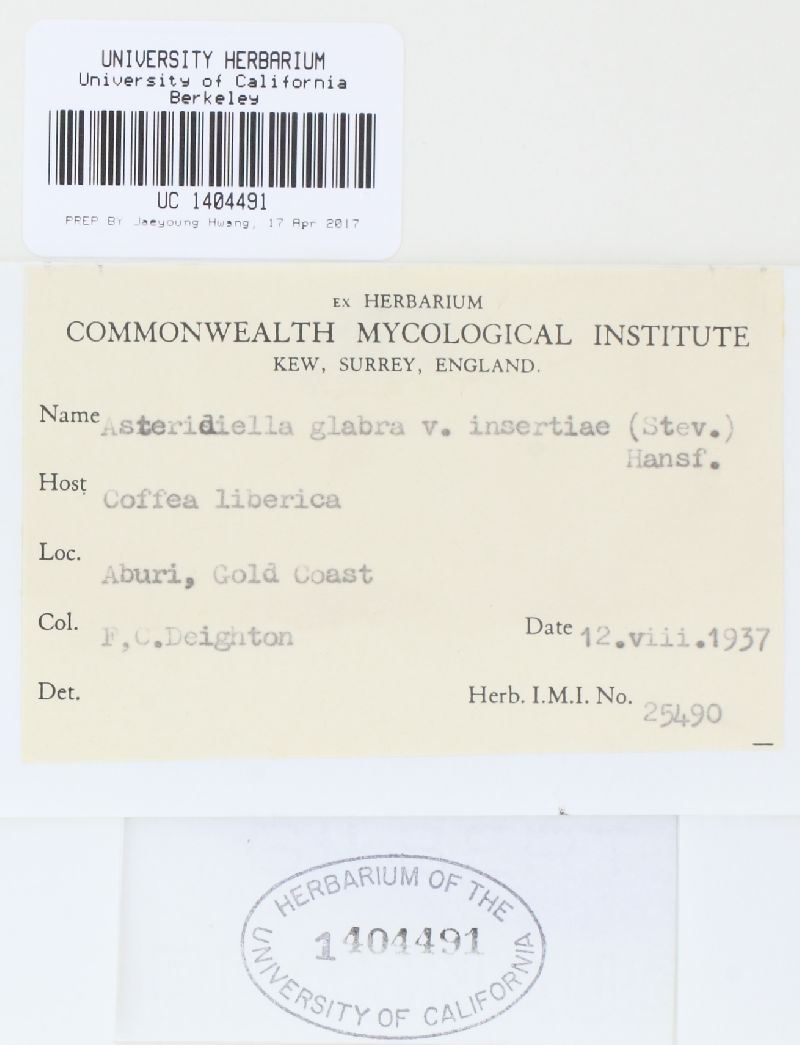 UNIVERSITY HERBARIUM
University of California
Berkeley
UC 1404491
PREP BY Jaeyoung Hwang, 17 Apr 2017
EX HERBARIUM
COMMONWEALTH MYCOLOGICAL INSTITUTE
KEW, SURREY, ENGLAND.
Name Asteridiella glabra v. insertiae (Stev.)
Hansf.
Host Coffea liberica
Loc. Aburi, Gold Coast
Col. F,C.Deighton Date 12.viii.1937
Det. Herb. I.M.I. No. 25490
HERBARIUM OF THE
1404491
UNIVERSITY OF CALIFORNIA